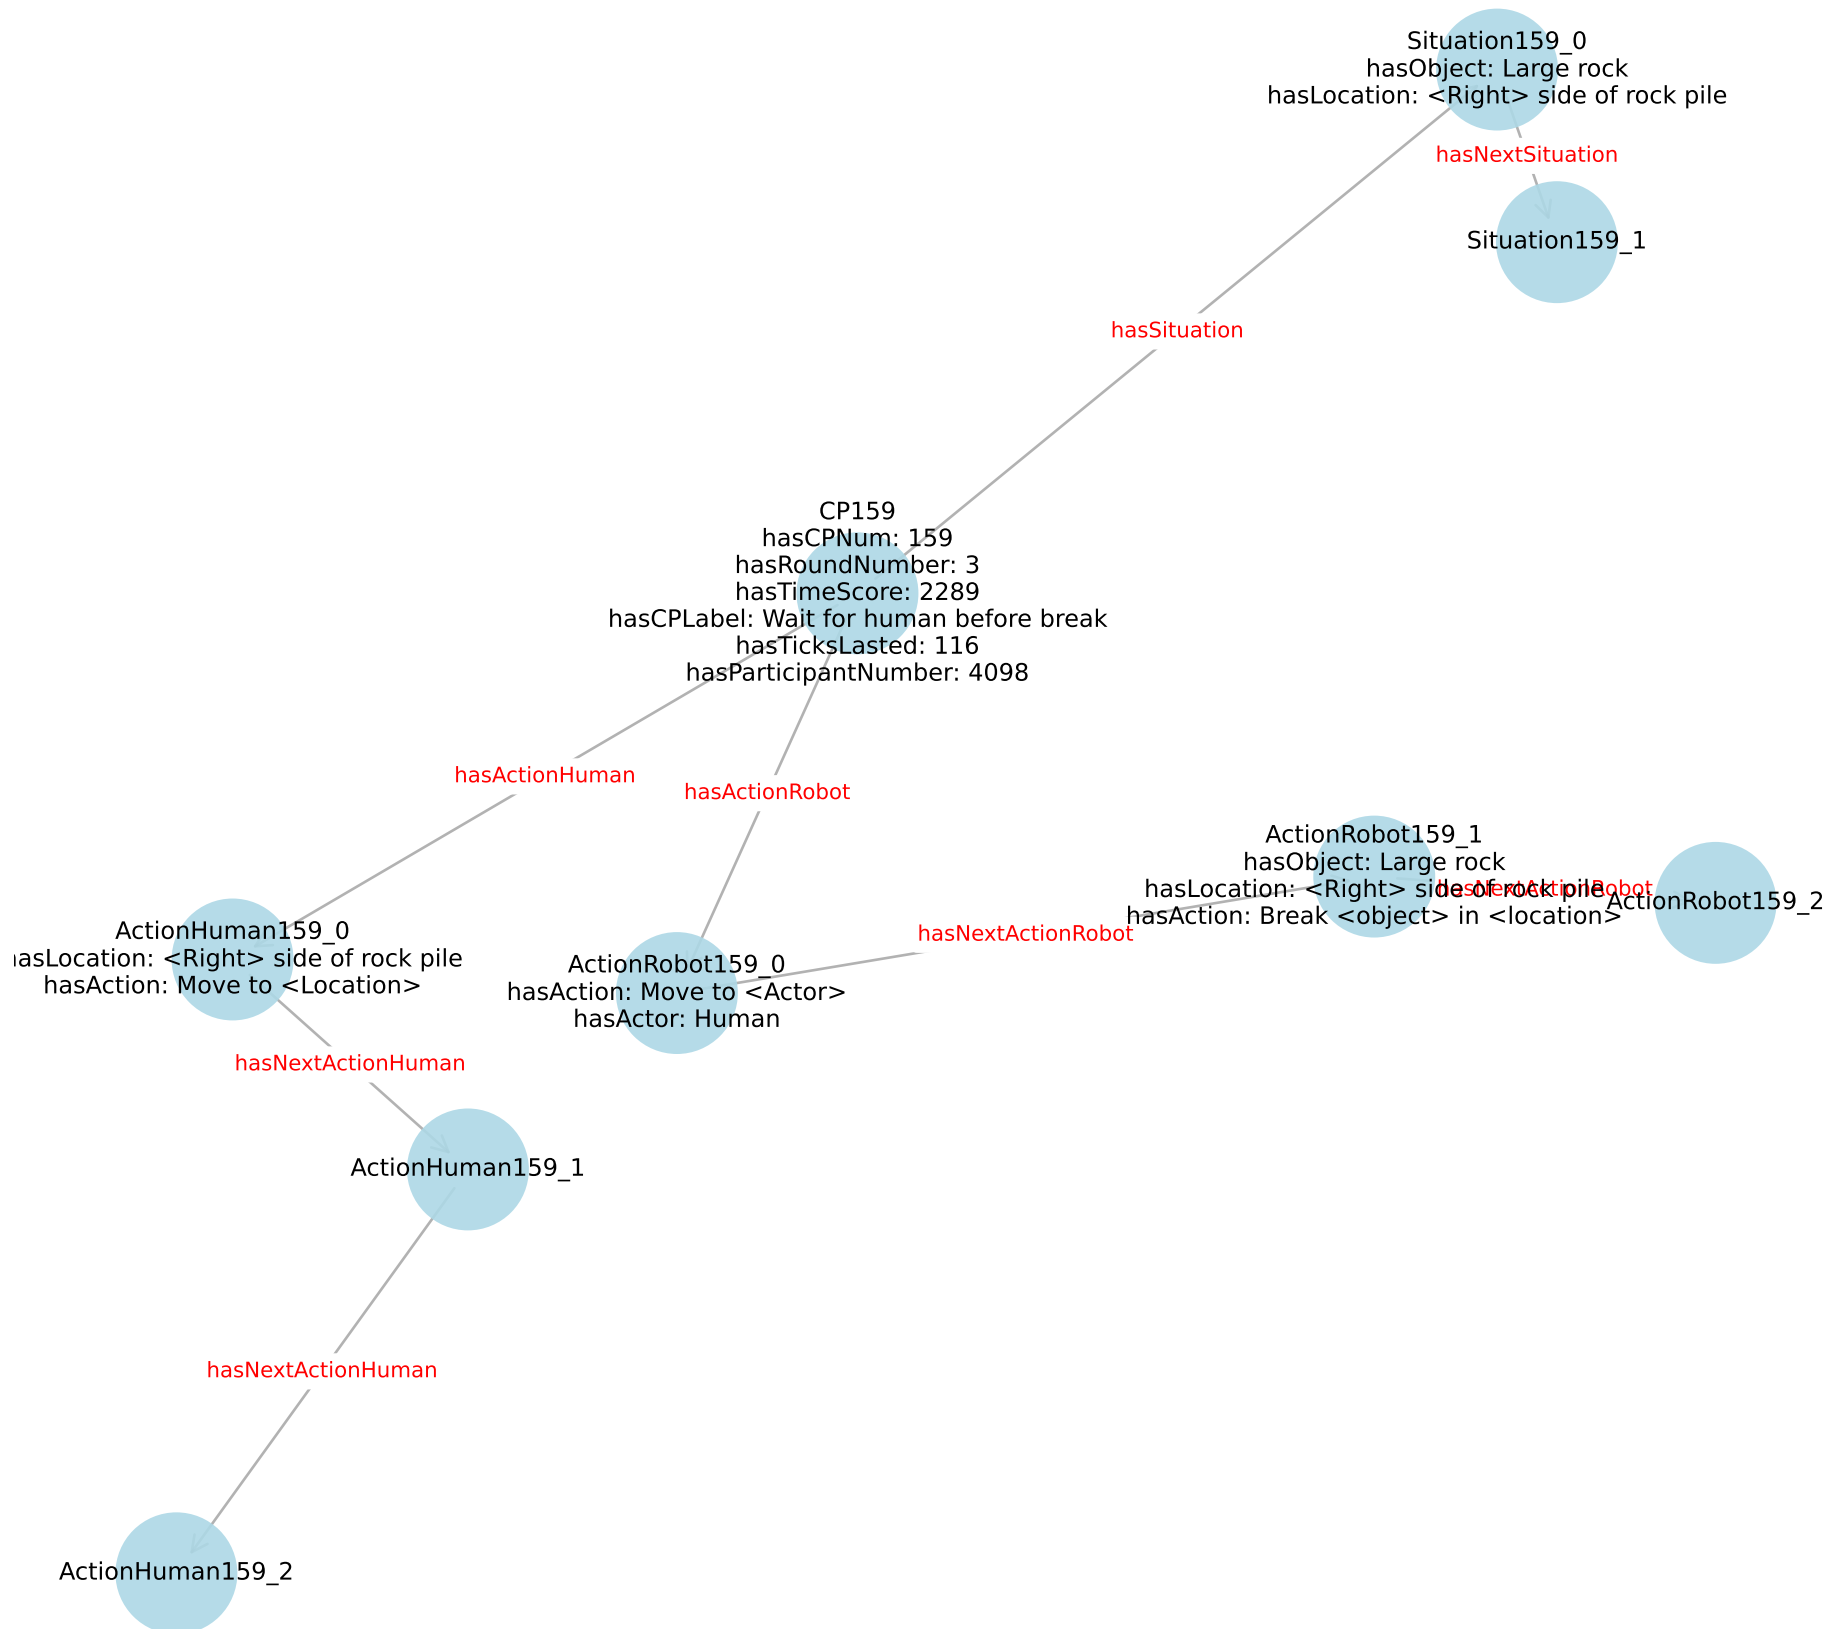 Situation159_0
hasObject: Large rock
hasLocation: <Right> side of rock pile
hasNextSituation
Situation159_1
hasSituation
CP159
hasCPNum: 159
hasRoundNumber: 3
hasTimeScore: 2289
hasCPLabel: Wait for human before break
hasTicksLasted: 116
hasParticipantNumber: 4098
hasActionHuman
hasActionRobot
ActionRobot159_1
hasObject: Large rock
hasLocation: <Right> side of rock pile
hasAction: Break <object> in <location>
hasNextActionRobot
ActionRobot159_2
hasNextActionRobot
ActionHuman159_0
hasLocation: <Right> side of rock pile
hasAction: Move to <Location>
ActionRobot159_0
hasAction: Move to <Actor>
hasActor: Human
hasNextActionHuman
ActionHuman159_1
hasNextActionHuman
ActionHuman159_2